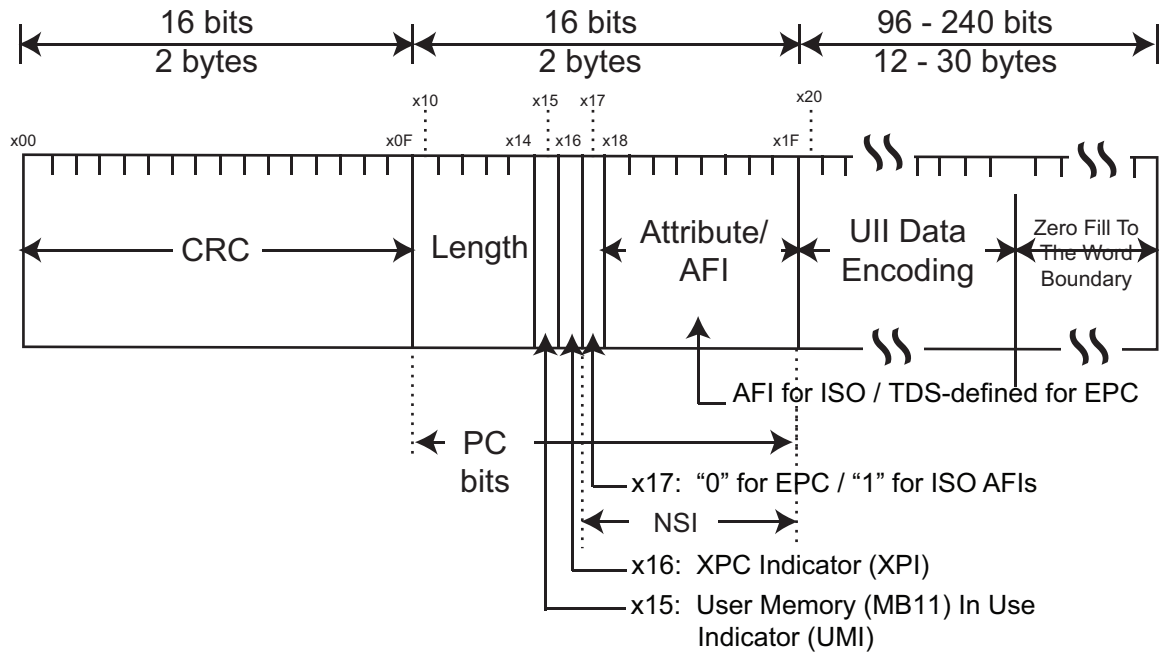 16 bits
16 bits
96 - 240 bits
2 bytes
2 bytes
12 - 30 bytes
x10
x15
x17
x20
x00
x0F
x14
x16
x18
x1F
CRC
Length
Attribute/
AFI
UII Data
Encoding
Zero Fill To
The Word
Boundary
AFI for ISO / TDS-defined for EPC
PC
bits
x17: “0” for EPC / “1” for ISO AFIs
NSI
x16: XPC Indicator (XPI)
x15: User Memory (MB11) In Use
Indicator (UMI)